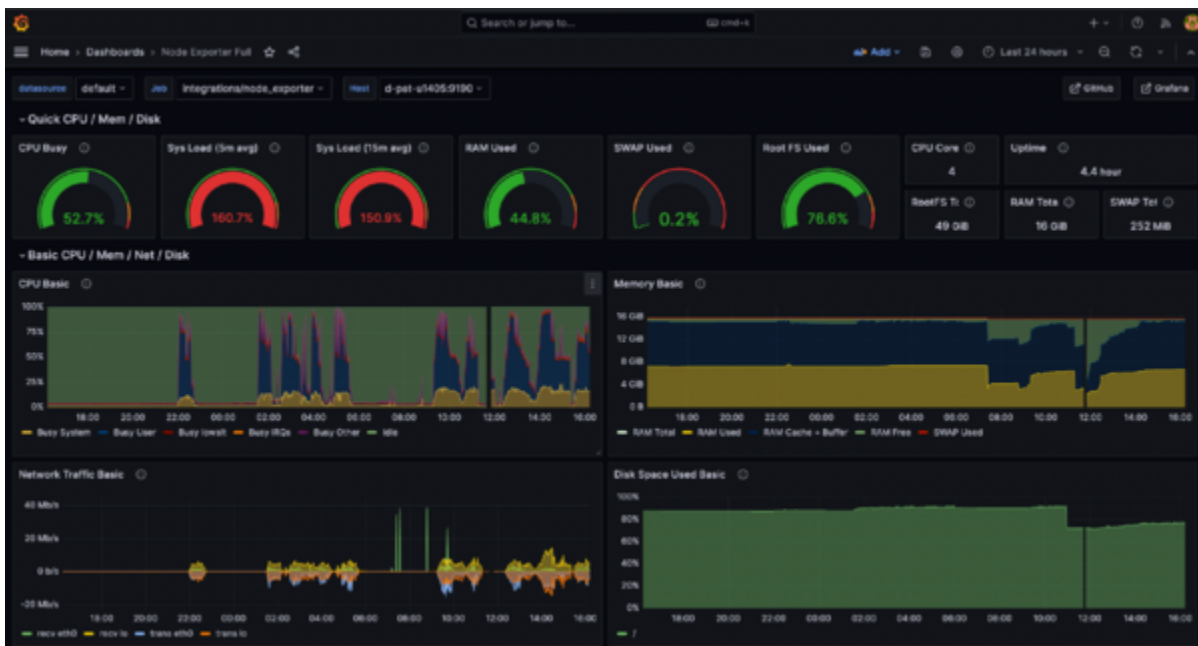 Search or jump to... cmd+k
Home › Dashboards › Node Exporter Full
Add
Last 24 hours
datasource default
Job integrations/node_exporter
Host d-pat-u1405:9190
GitHub
Grafana
Quick CPU / Mem / Disk
CPU Busy
52.7%
Sys Load (5m avg)
160.7%
Sys Load (15m avg)
150.9%
RAM Used
44.8%
SWAP Used
0.2%
Root FS Used
76.6%
CPU Core
4
Uptime
4.4 hour
RootFS T
49 GiB
RAM Tota
16 GiB
SWAP Tot
252 MiB
Basic CPU / Mem / Net / Disk
CPU Basic
100%
75%
50%
25%
0%
18:00 20:00 22:00 00:00 02:00 04:00 06:00 08:00 10:00 12:00 14:00 16:00
Busy System Busy User Busy Iowait Busy IRQs Busy Other Idle
Memory Basic
16 GiB
12 GiB
8 GiB
4 GiB
0 B
18:00 20:00 22:00 00:00 02:00 04:00 06:00 08:00 10:00 12:00 14:00 16:00
RAM Total RAM Used RAM Cache + Buffer RAM Free SWAP Used
Network Traffic Basic
40 Mb/s
20 Mb/s
0 b/s
-20 Mb/s
18:00 20:00 22:00 00:00 02:00 04:00 06:00 08:00 10:00 12:00 14:00 16:00
recv eth0 recv lo trans eth0 trans lo
Disk Space Used Basic
100%
80%
60%
40%
20%
0%
18:00 20:00 22:00 00:00 02:00 04:00 06:00 08:00 10:00 12:00 14:00 16:00
/